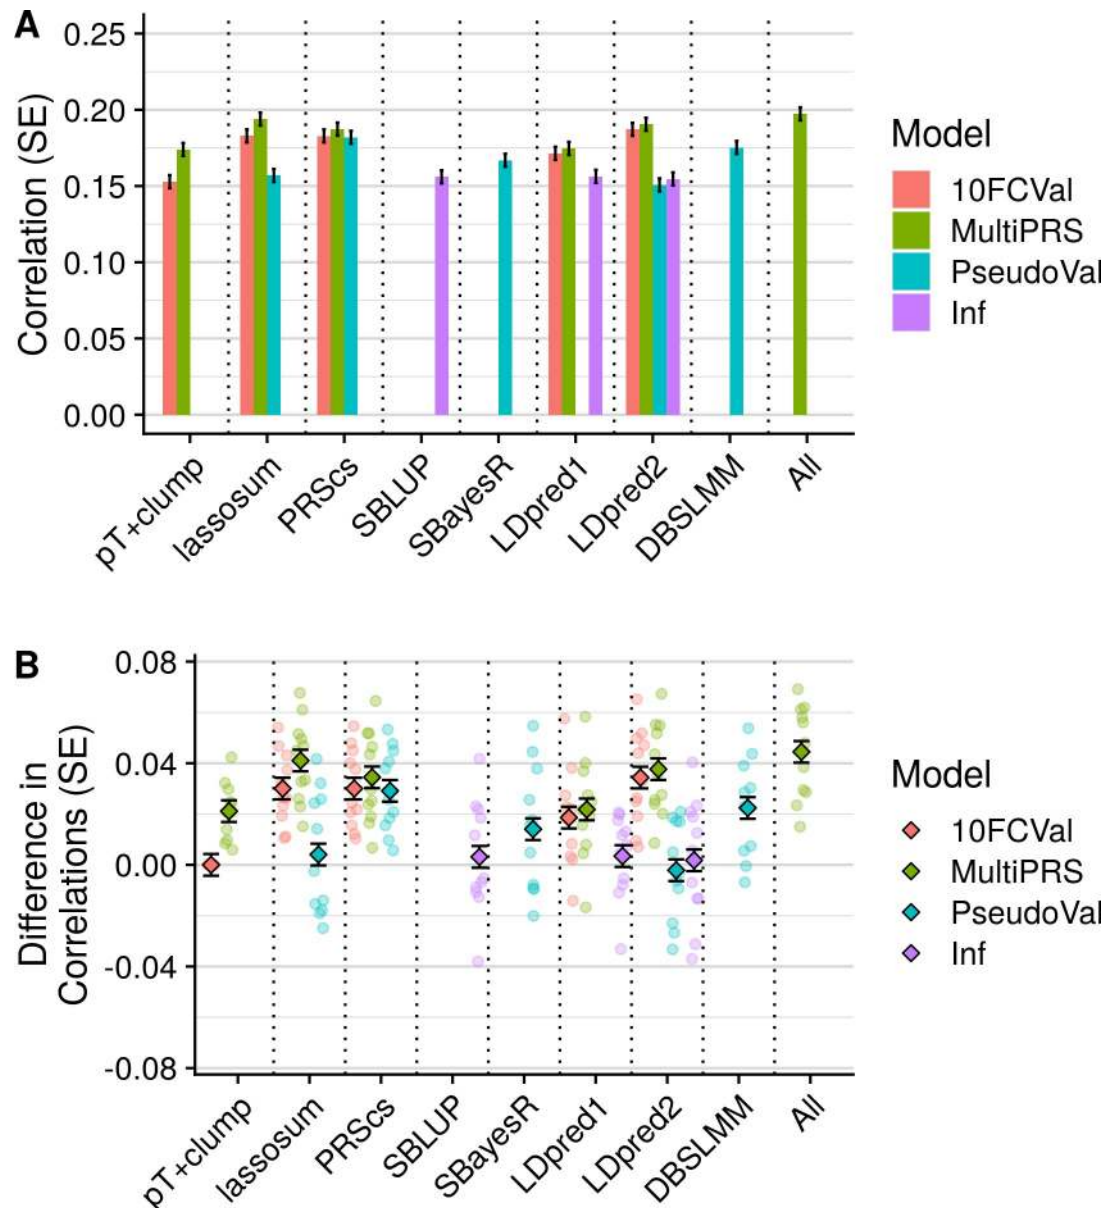 A
Correlation (SE)
0.25
0.20
0.15
0.10
0.05
0.00
pT+clump
lassosum
PRScs
SBLUP
SBayesR
LDpred1
LDpred2
DBSLMM
All
Model
10FCVal
MultiPRS
PseudoVal
Inf
B
Difference in
Correlations (SE)
0.08
0.04
0.00
-0.04
-0.08
pT+clump
lassosum
PRScs
SBLUP
SBayesR
LDpred1
LDpred2
DBSLMM
All
Model
10FCVal
MultiPRS
PseudoVal
Inf